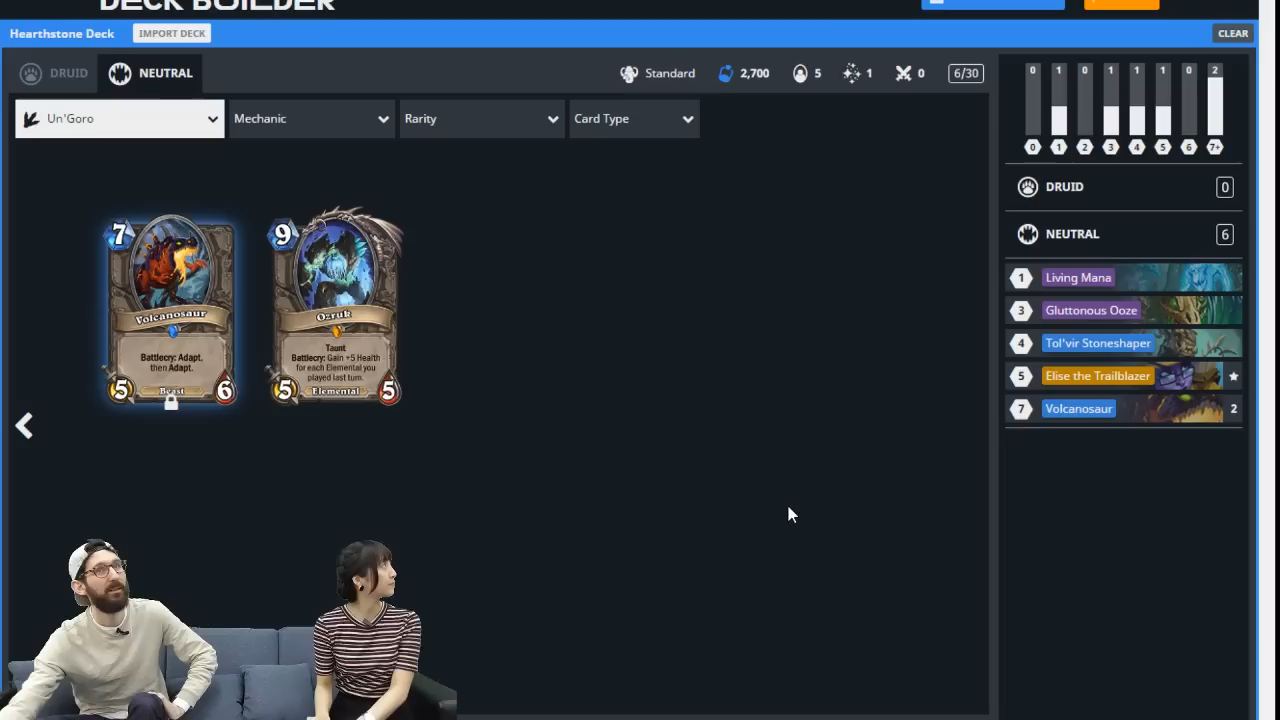 DECK BUILDER
Hearthstone Deck
IMPORT DECK
CLEAR
DRUID
NEUTRAL
Standard
2,700
5
1
0
6/30
Un'Goro
Mechanic
Rarity
Card Type
7
Volcanosaur
Battlecry: Adapt,
then Adapt.
5
Beast
6
9
Ozruk
Taunt
Battlecry: Gain +5 Health
for each Elemental you
played last turn.
5
Elemental
5
0 1 0 1 1 1 0 2
0 1 2 3 4 5 6 7+
DRUID 0
NEUTRAL 6
1 Living Mana
3 Gluttonous Ooze
4 Tol'vir Stoneshaper
5 Elise the Trailblazer
7 Volcanosaur 2